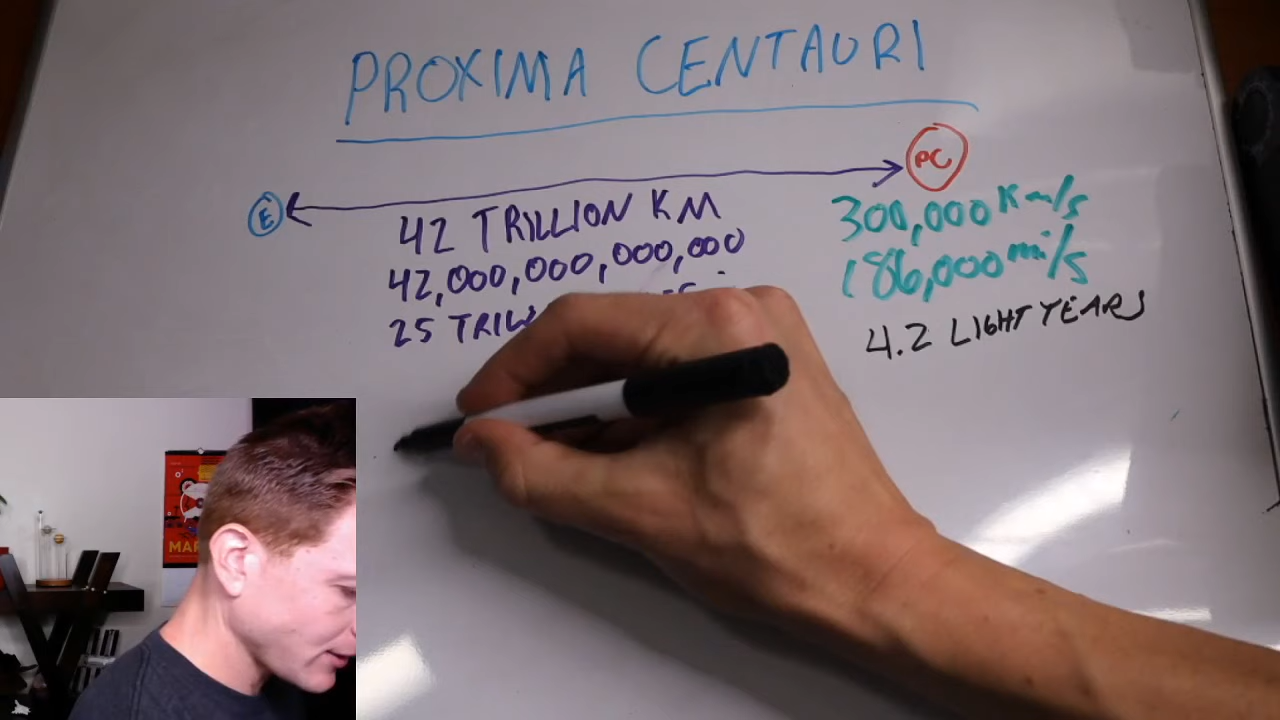 PROXIMA CENTAURI
E
PC
42 TRILLION KM
42,000,000,000,000
25
300,000 Km/s
186,000 mi/s
4.2 LIGHT YEARS